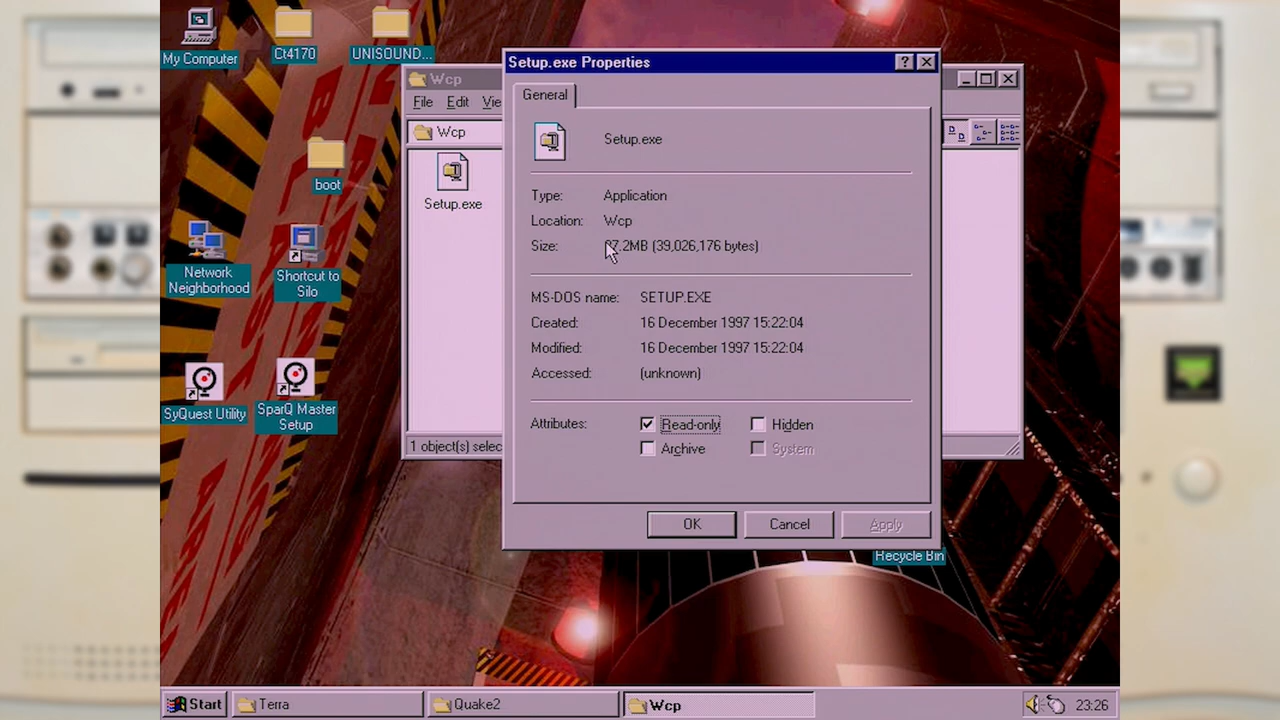 My Computer
Ct4170
UNISOUND...
boot
Network
Neighborhood
Shortcut to
Silo
SyQuest Utility
SparQ Master
Setup
Wcp
File Edit
Wcp
Setup.exe
1 object(s) selec
Setup.exe Properties
General
Setup.exe
Type: Application
Location: Wcp
Size: (39,026,176 bytes)
MS-DOS name: SETUP.EXE
Created: 16 December 1997 15:22:04
Modified: 16 December 1997 15:22:04
Accessed: (unknown)
Attributes: Read-only Hidden
Archive System
OK Cancel Apply
Recycle Bin
Start Terra Quake2 Wcp 23:26